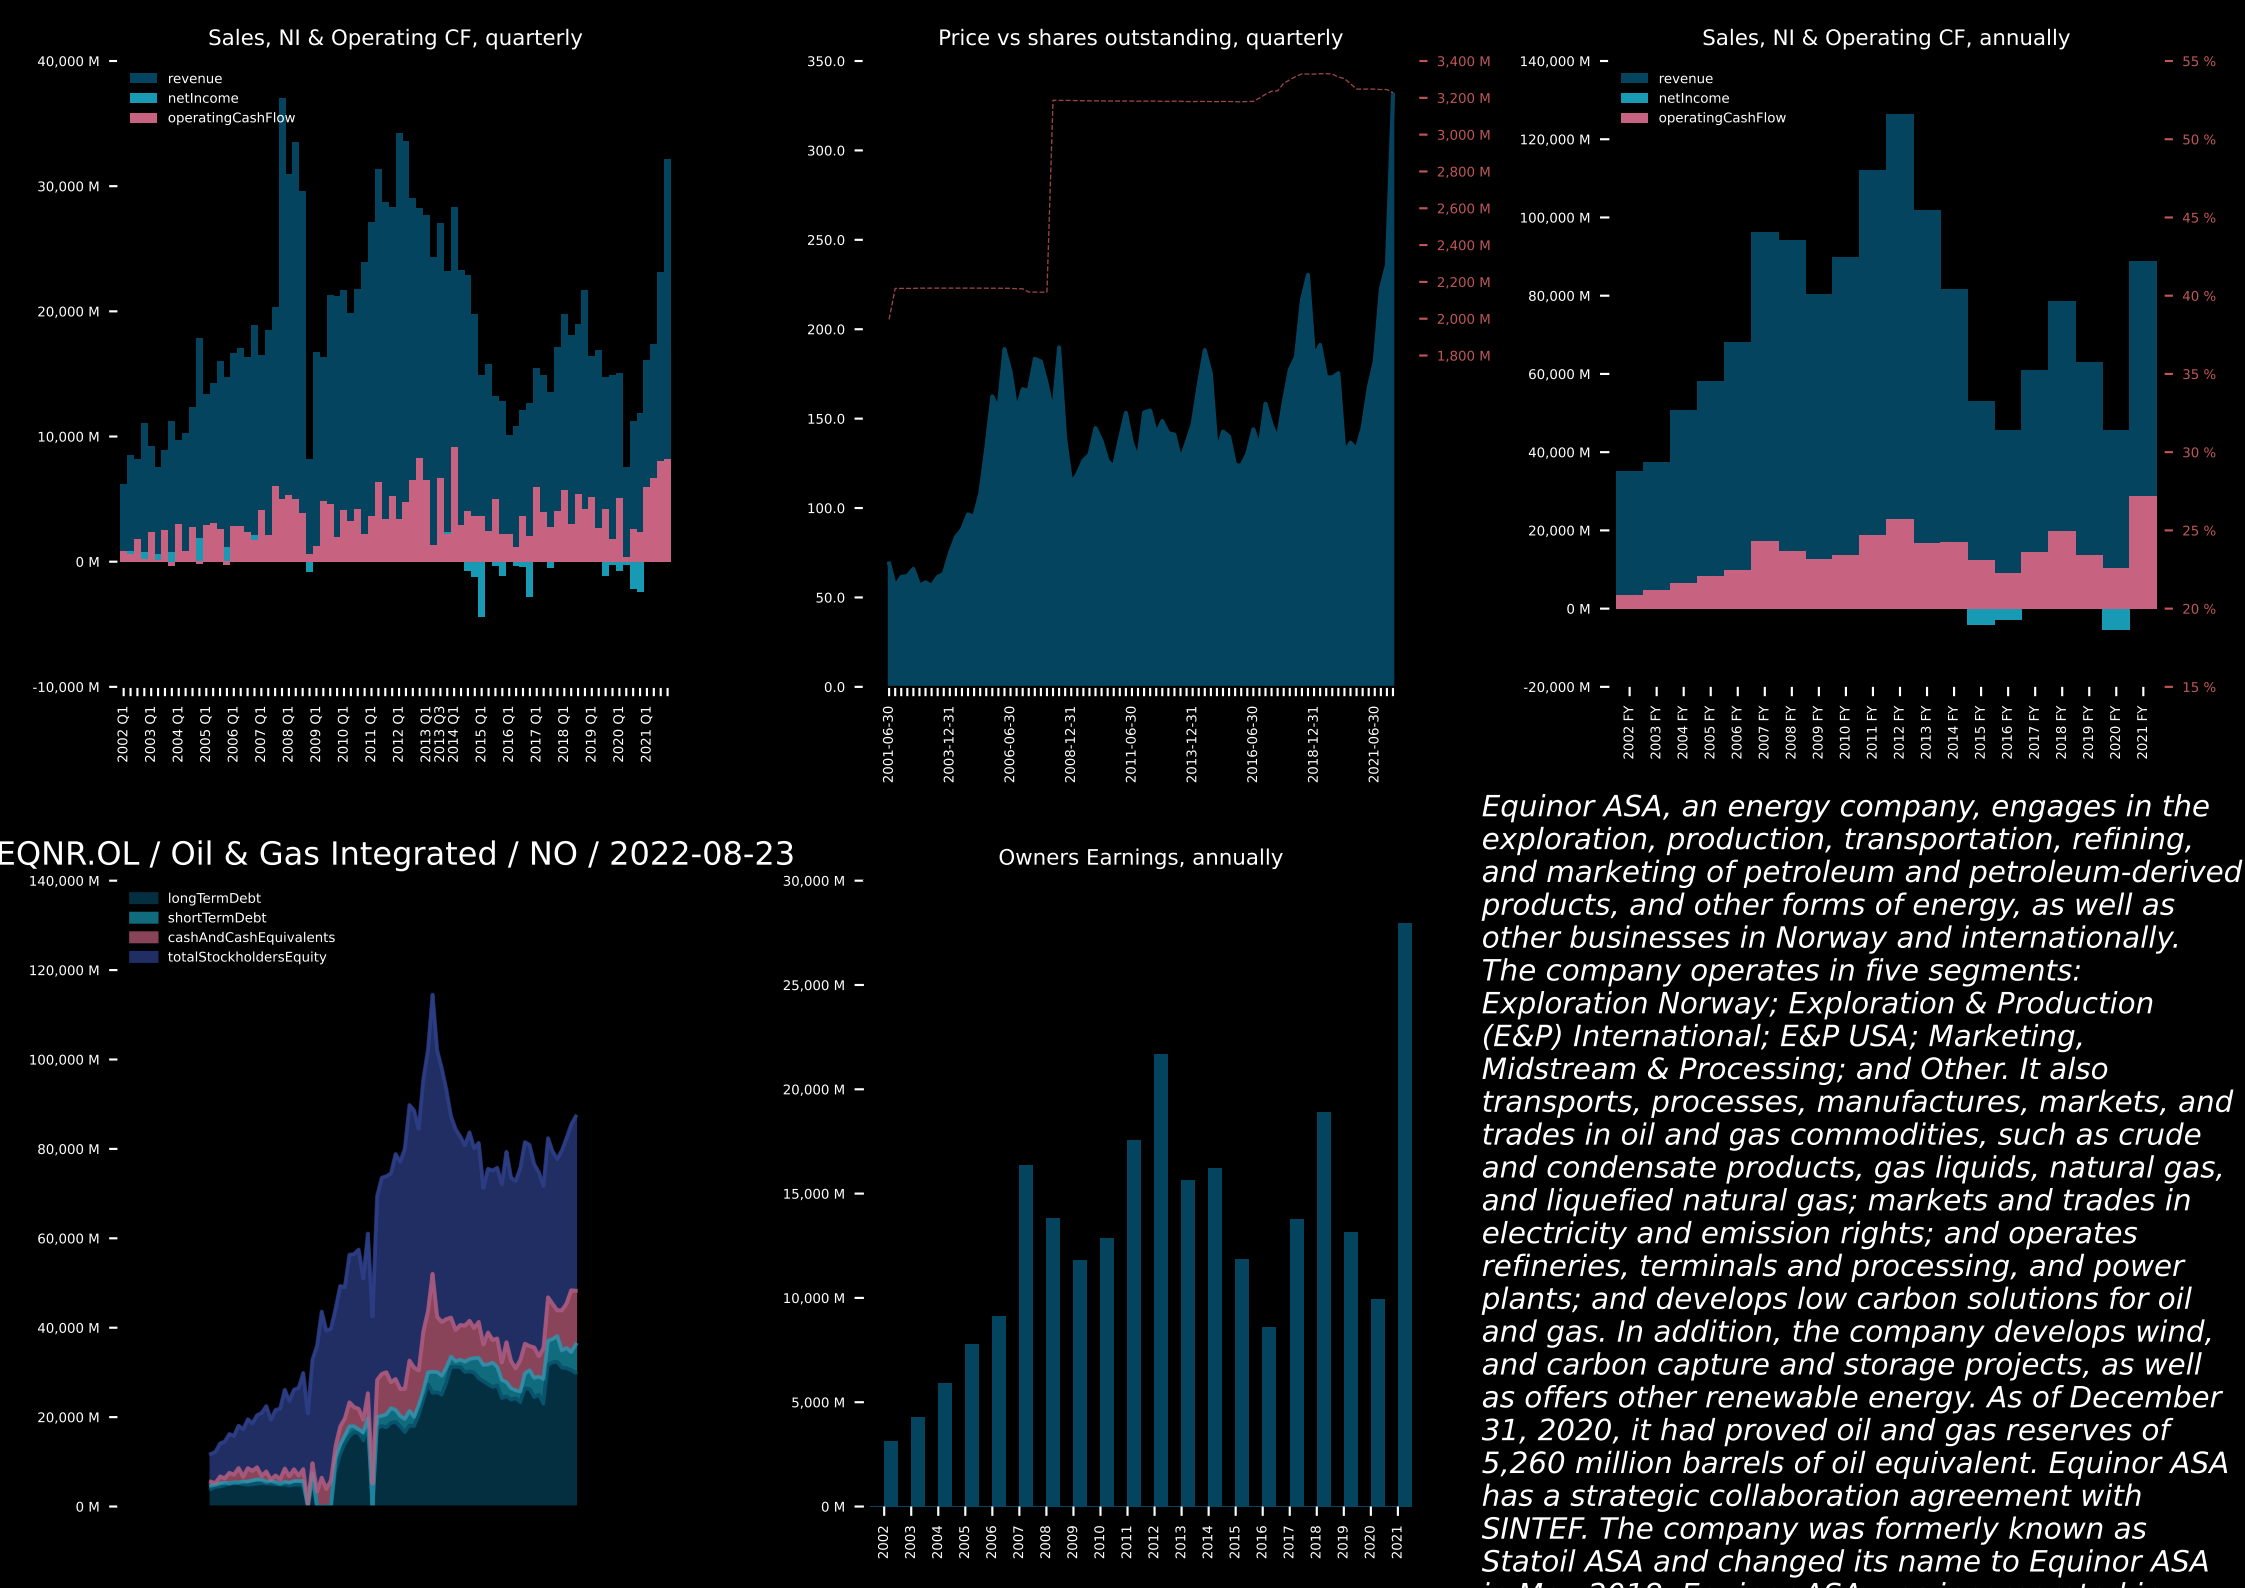 Sales, NI & Operating CF, quarterly
40,000 M
30,000 M
20,000 M
10,000 M
0 M
-10,000 M
revenue
netIncome
operatingCashFlow
2002 Q1
2003 Q1
2004 Q1
2005 Q1
2006 Q1
2007 Q1
2008 Q1
2009 Q1
2010 Q1
2011 Q1
2012 Q1
2013 Q1
2013 Q3
2014 Q1
2015 Q1
2016 Q1
2017 Q1
2018 Q1
2019 Q1
2020 Q1
2021 Q1
Price vs shares outstanding, quarterly
350.0
300.0
250.0
200.0
150.0
100.0
50.0
0.0
3,400 M
3,200 M
3,000 M
2,800 M
2,600 M
2,400 M
2,200 M
2,000 M
1,800 M
2001-06-30
2003-12-31
2006-06-30
2008-12-31
2011-06-30
2013-12-31
2016-06-30
2018-12-31
2021-06-30
Sales, NI & Operating CF, annually
140,000 M
120,000 M
100,000 M
80,000 M
60,000 M
40,000 M
20,000 M
0 M
-20,000 M
revenue
netIncome
operatingCashFlow
55 %
50 %
45 %
40 %
35 %
30 %
25 %
20 %
15 %
2002 FY
2003 FY
2004 FY
2005 FY
2006 FY
2007 FY
2008 FY
2009 FY
2010 FY
2011 FY
2012 FY
2013 FY
2014 FY
2015 FY
2016 FY
2017 FY
2018 FY
2019 FY
2020 FY
2021 FY
EQNR.OL / Oil & Gas Integrated / NO / 2022-08-23
140,000 M
120,000 M
100,000 M
80,000 M
60,000 M
40,000 M
20,000 M
0 M
longTermDebt
shortTermDebt
cashAndCashEquivalents
totalStockholdersEquity
Owners Earnings, annually
30,000 M
25,000 M
20,000 M
15,000 M
10,000 M
5,000 M
0 M
2002
2003
2004
2005
2006
2007
2008
2009
2010
2011
2012
2013
2014
2015
2016
2017
2018
2019
2020
2021
Equinor ASA, an energy company, engages in the
exploration, production, transportation, refining,
and marketing of petroleum and petroleum-derived
products, and other forms of energy, as well as
other businesses in Norway and internationally.
The company operates in five segments:
Exploration Norway; Exploration & Production
(E&P) International; E&P USA; Marketing,
Midstream & Processing; and Other. It also
transports, processes, manufactures, markets, and
trades in oil and gas commodities, such as crude
and condensate products, gas liquids, natural gas,
and liquefied natural gas; markets and trades in
electricity and emission rights; and operates
refineries, terminals and processing, and power
plants; and develops low carbon solutions for oil
and gas. In addition, the company develops wind,
and carbon capture and storage projects, as well
as offers other renewable energy. As of December
31, 2020, it had proved oil and gas reserves of
5,260 million barrels of oil equivalent. Equinor ASA
has a strategic collaboration agreement with
SINTEF. The company was formerly known as
Statoil ASA and changed its name to Equinor ASA